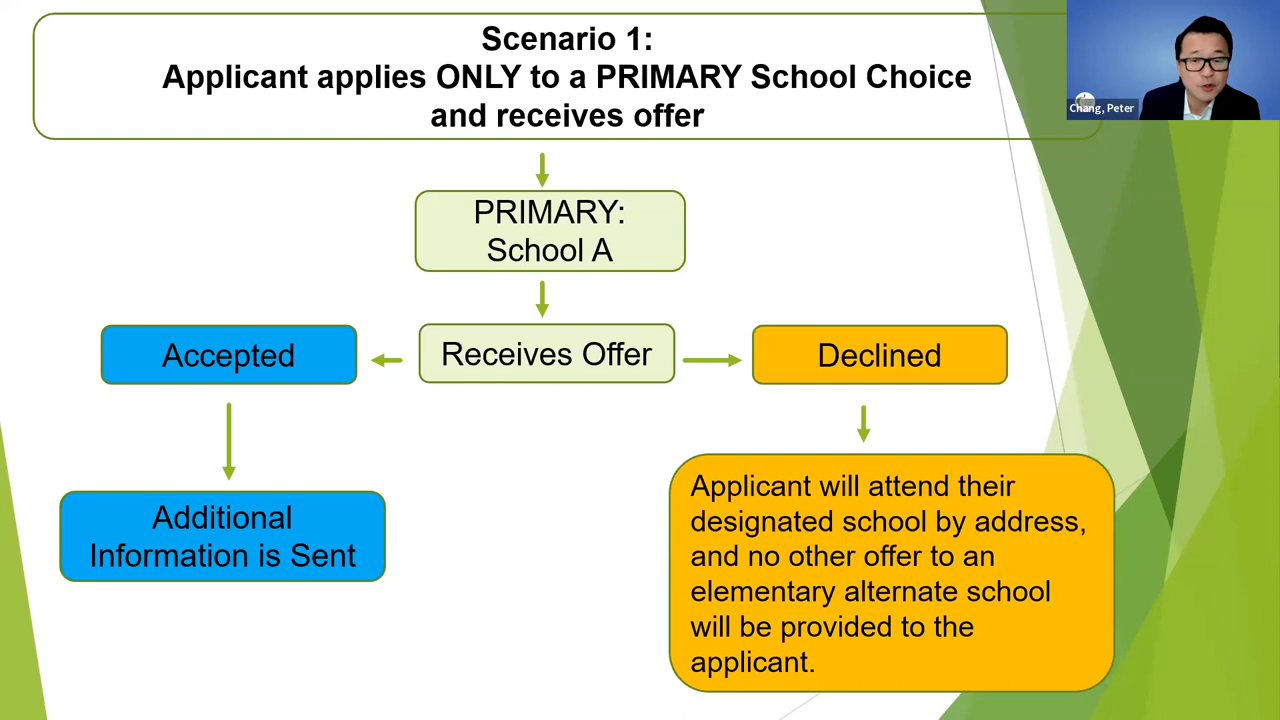 Scenario 1:
Applicant applies ONLY to a PRIMARY School Choice
and receives offer
Chang, Peter
PRIMARY:
School A
Accepted
Receives Offer
Declined
Additional
Information is Sent
Applicant will attend their
designated school by address,
and no other offer to an
elementary alternate school
will be provided to the
applicant.